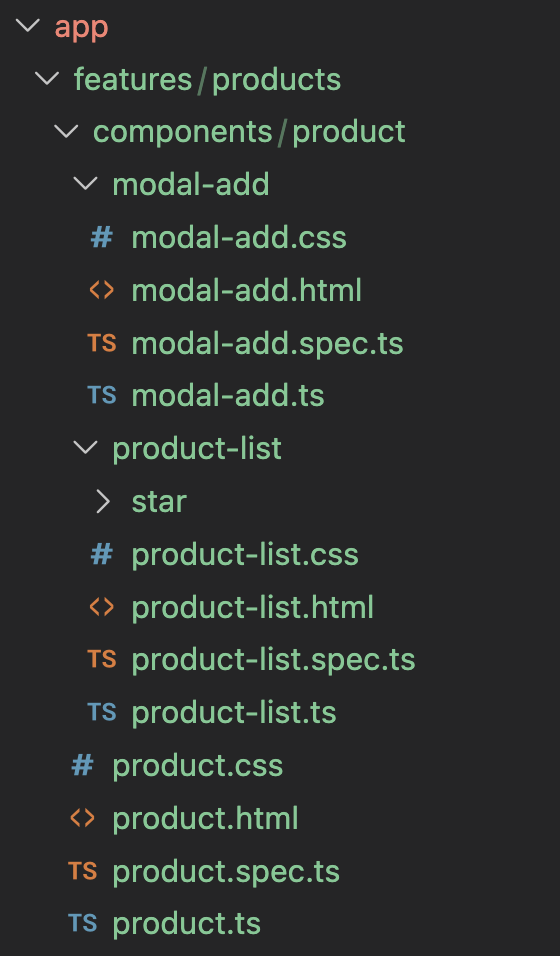 app
features/products
components/product
modal-add
# modal-add.css
<> modal-add.html
TS modal-add.spec.ts
TS modal-add.ts
product-list
star
# product-list.css
<> product-list.html
TS product-list.spec.ts
TS product-list.ts
# product.css
<> product.html
TS product.spec.ts
TS product.ts